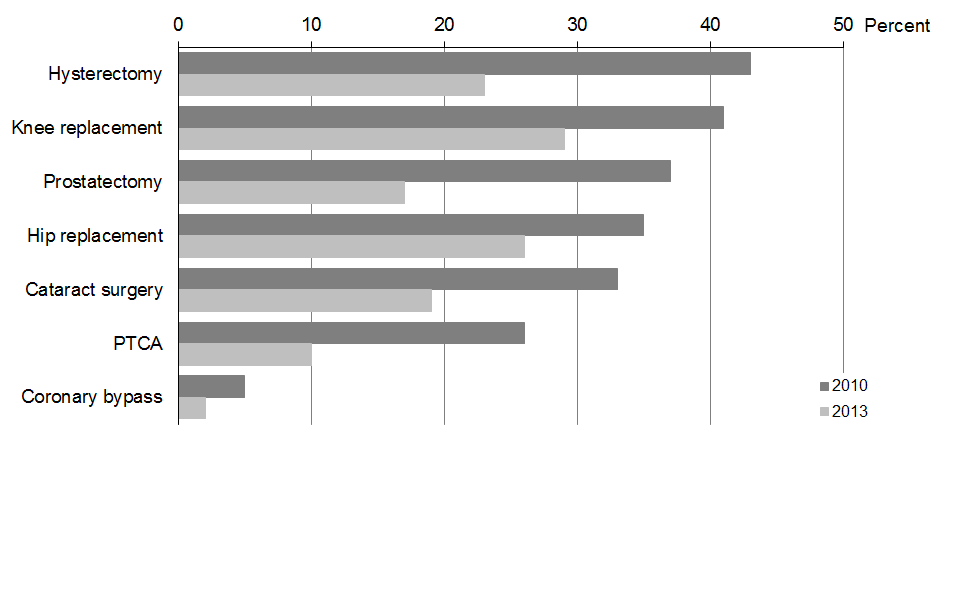 0 10 20 30 40 50 Percent
Hysterectomy
Knee replacement
Prostatectomy
Hip replacement
Cataract surgery
PTCA
Coronary bypass
2010
2013